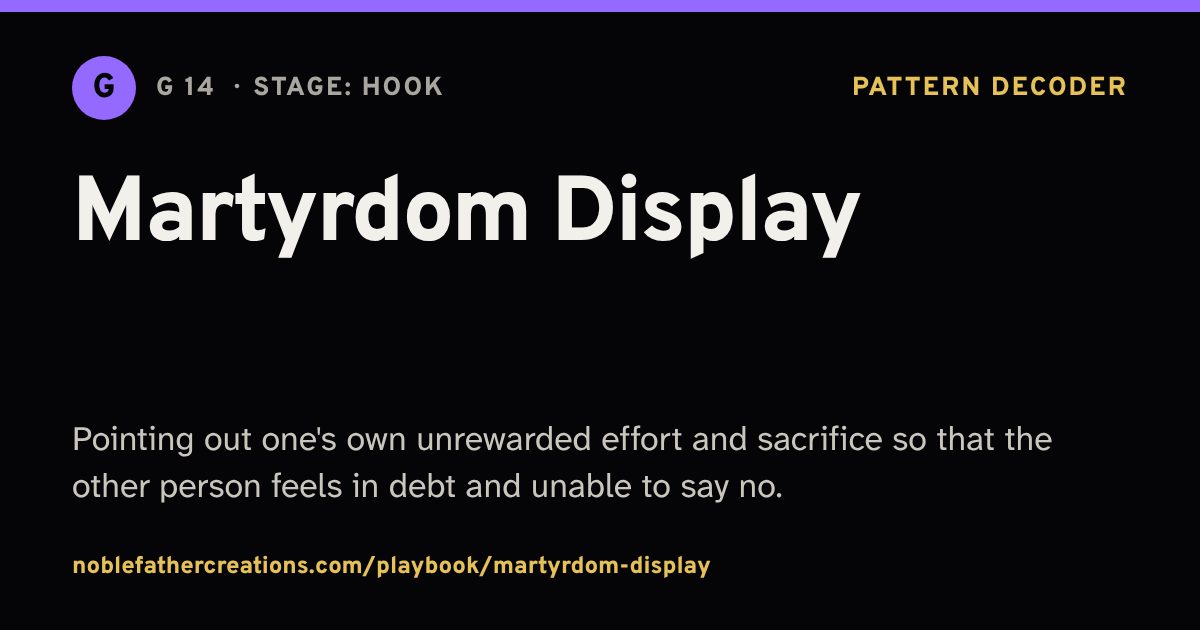 G
G 14 · STAGE: HOOK
PATTERN DECODER
Martyrdom Display
Pointing out one's own unrewarded effort and sacrifice so that the
other person feels in debt and unable to say no.
noblefathercreations.com/playbook/martyrdom-display